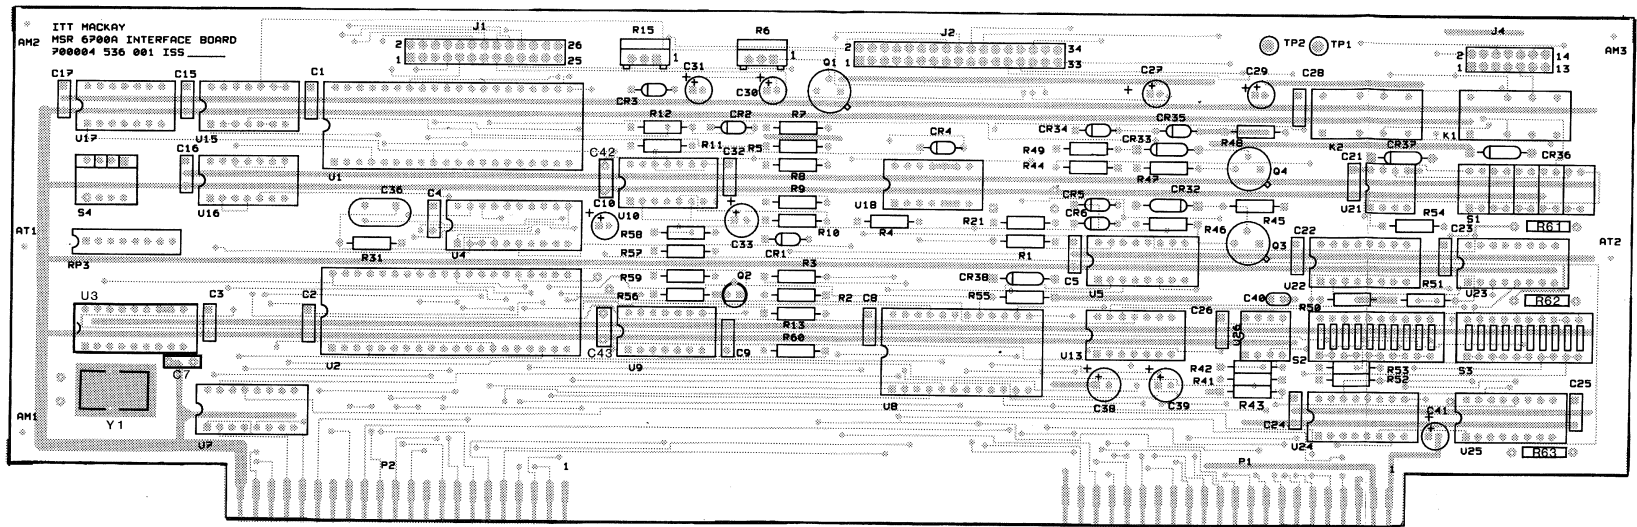 ITT MACKAY
MSR 6700A INTERFACE BOARD
700004 536 001 ISS
AM2
J1
2 26
1 25
R15
1
R6
1
J2
2 34
1 33
TP2 TP1
J4
2 14
1 13
AM3
C17
C15
C1
C31
CR3
C30
Q1
C27
C29
C28
U17
U15
U1
R12
CR2
R7
R11
R5
R8
CR4
CR34
CR35
R49
CR33
R48
R44
R47
K2
K1
CR37
CR36
C16
S4
U16
C36
C4
C42
C32
C10
U10
C33
R9
R10
U18
R4
R21
CR5
CR32
CR6
Q4
R45
R46
Q3
C21
U21
R54
S1
R61
AT1
RP3
R31
U4
R58
R57
CR1
R1
C5
U5
C22
U22
C23
U23
AT2
R59
R56
Q2
R3
R2
CR38
R55
C40
R50
R51
R62
U3
C3
C2
U2
C43
U9
C9
R13
R60
C8
U8
U13
C26
U26
S2
S3
C7
Y1
AM1
U7
C38
C39
R42
R41
R43
R53
R52
C24
U24
C41
U25
C25
R63
P2
1
P1
1